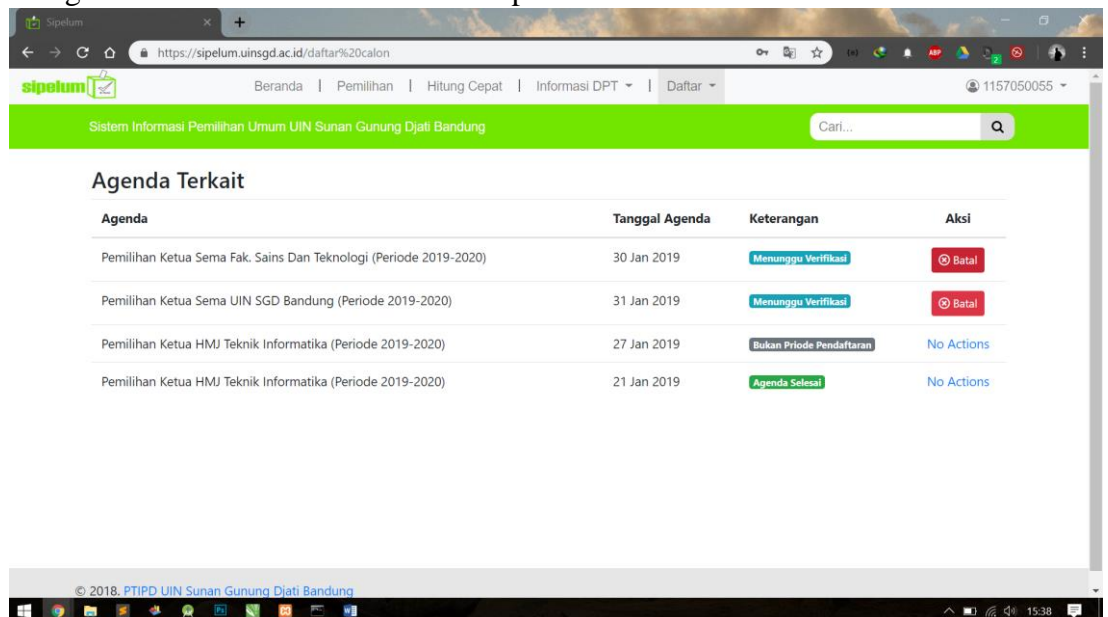 Sipelum
https://sipelum.uinsgd.ac.id/daftar%20calon
sipelum Beranda | Pemilihan | Hitung Cepat | Informasi DPT | Daftar 1157050055
Sistem Informasi Pemilihan Umum UIN Sunan Gunung Djati Bandung Cari...
Agenda Terkait
Agenda Tanggal Agenda Keterangan Aksi
Pemilihan Ketua Sema Fak. Sains Dan Teknologi (Periode 2019-2020) 30 Jan 2019 Menunggu Verifikasi Batal
Pemilihan Ketua Sema UIN SGD Bandung (Periode 2019-2020) 31 Jan 2019 Menunggu Verifikasi Batal
Pemilihan Ketua HMJ Teknik Informatika (Periode 2019-2020) 27 Jan 2019 Bukan Priode Pendaftaran No Actions
Pemilihan Ketua HMJ Teknik Informatika (Periode 2019-2020) 21 Jan 2019 Agenda Selesai No Actions
© 2018. PTIPD UIN Sunan Gunung Djati Bandung
15:38